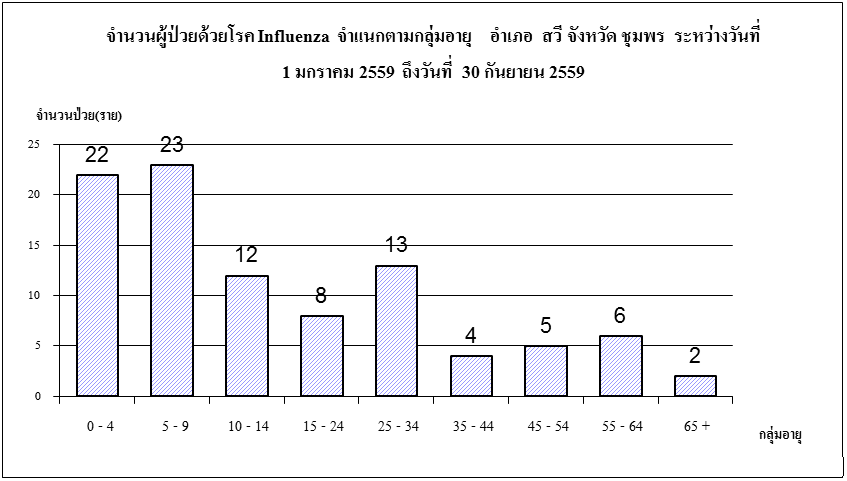 จำนวนผู้ป่วยด้วยโรค Influenza จำแนกตามกลุ่มอายุ อำเภอ สวี จังหวัด ชุมพร ระหว่างวันที่
1 มกราคม 2559 ถึงวันที่ 30 กันยายน 2559
จำนวนป่วย(ราย)
25
20
15
10
5
0
22
23
12
8
13
4
5
6
2
0 - 4
5 - 9
10 - 14
15 - 24
25 - 34
35 - 44
45 - 54
55 - 64
65 +
กลุ่มอายุ